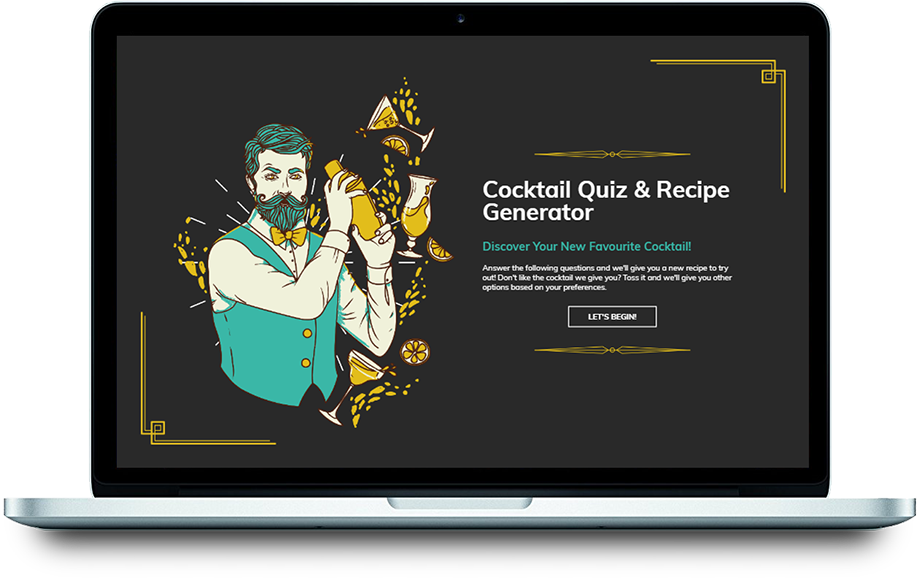 Cocktail Quiz & Recipe
Generator
Discover Your New Favourite Cocktail!
Answer the following questions and we'll give you a new recipe to try
out! Don't like the cocktail we give you? Toss it and we'll give you other
options based on your preferences.
LET'S BEGIN!